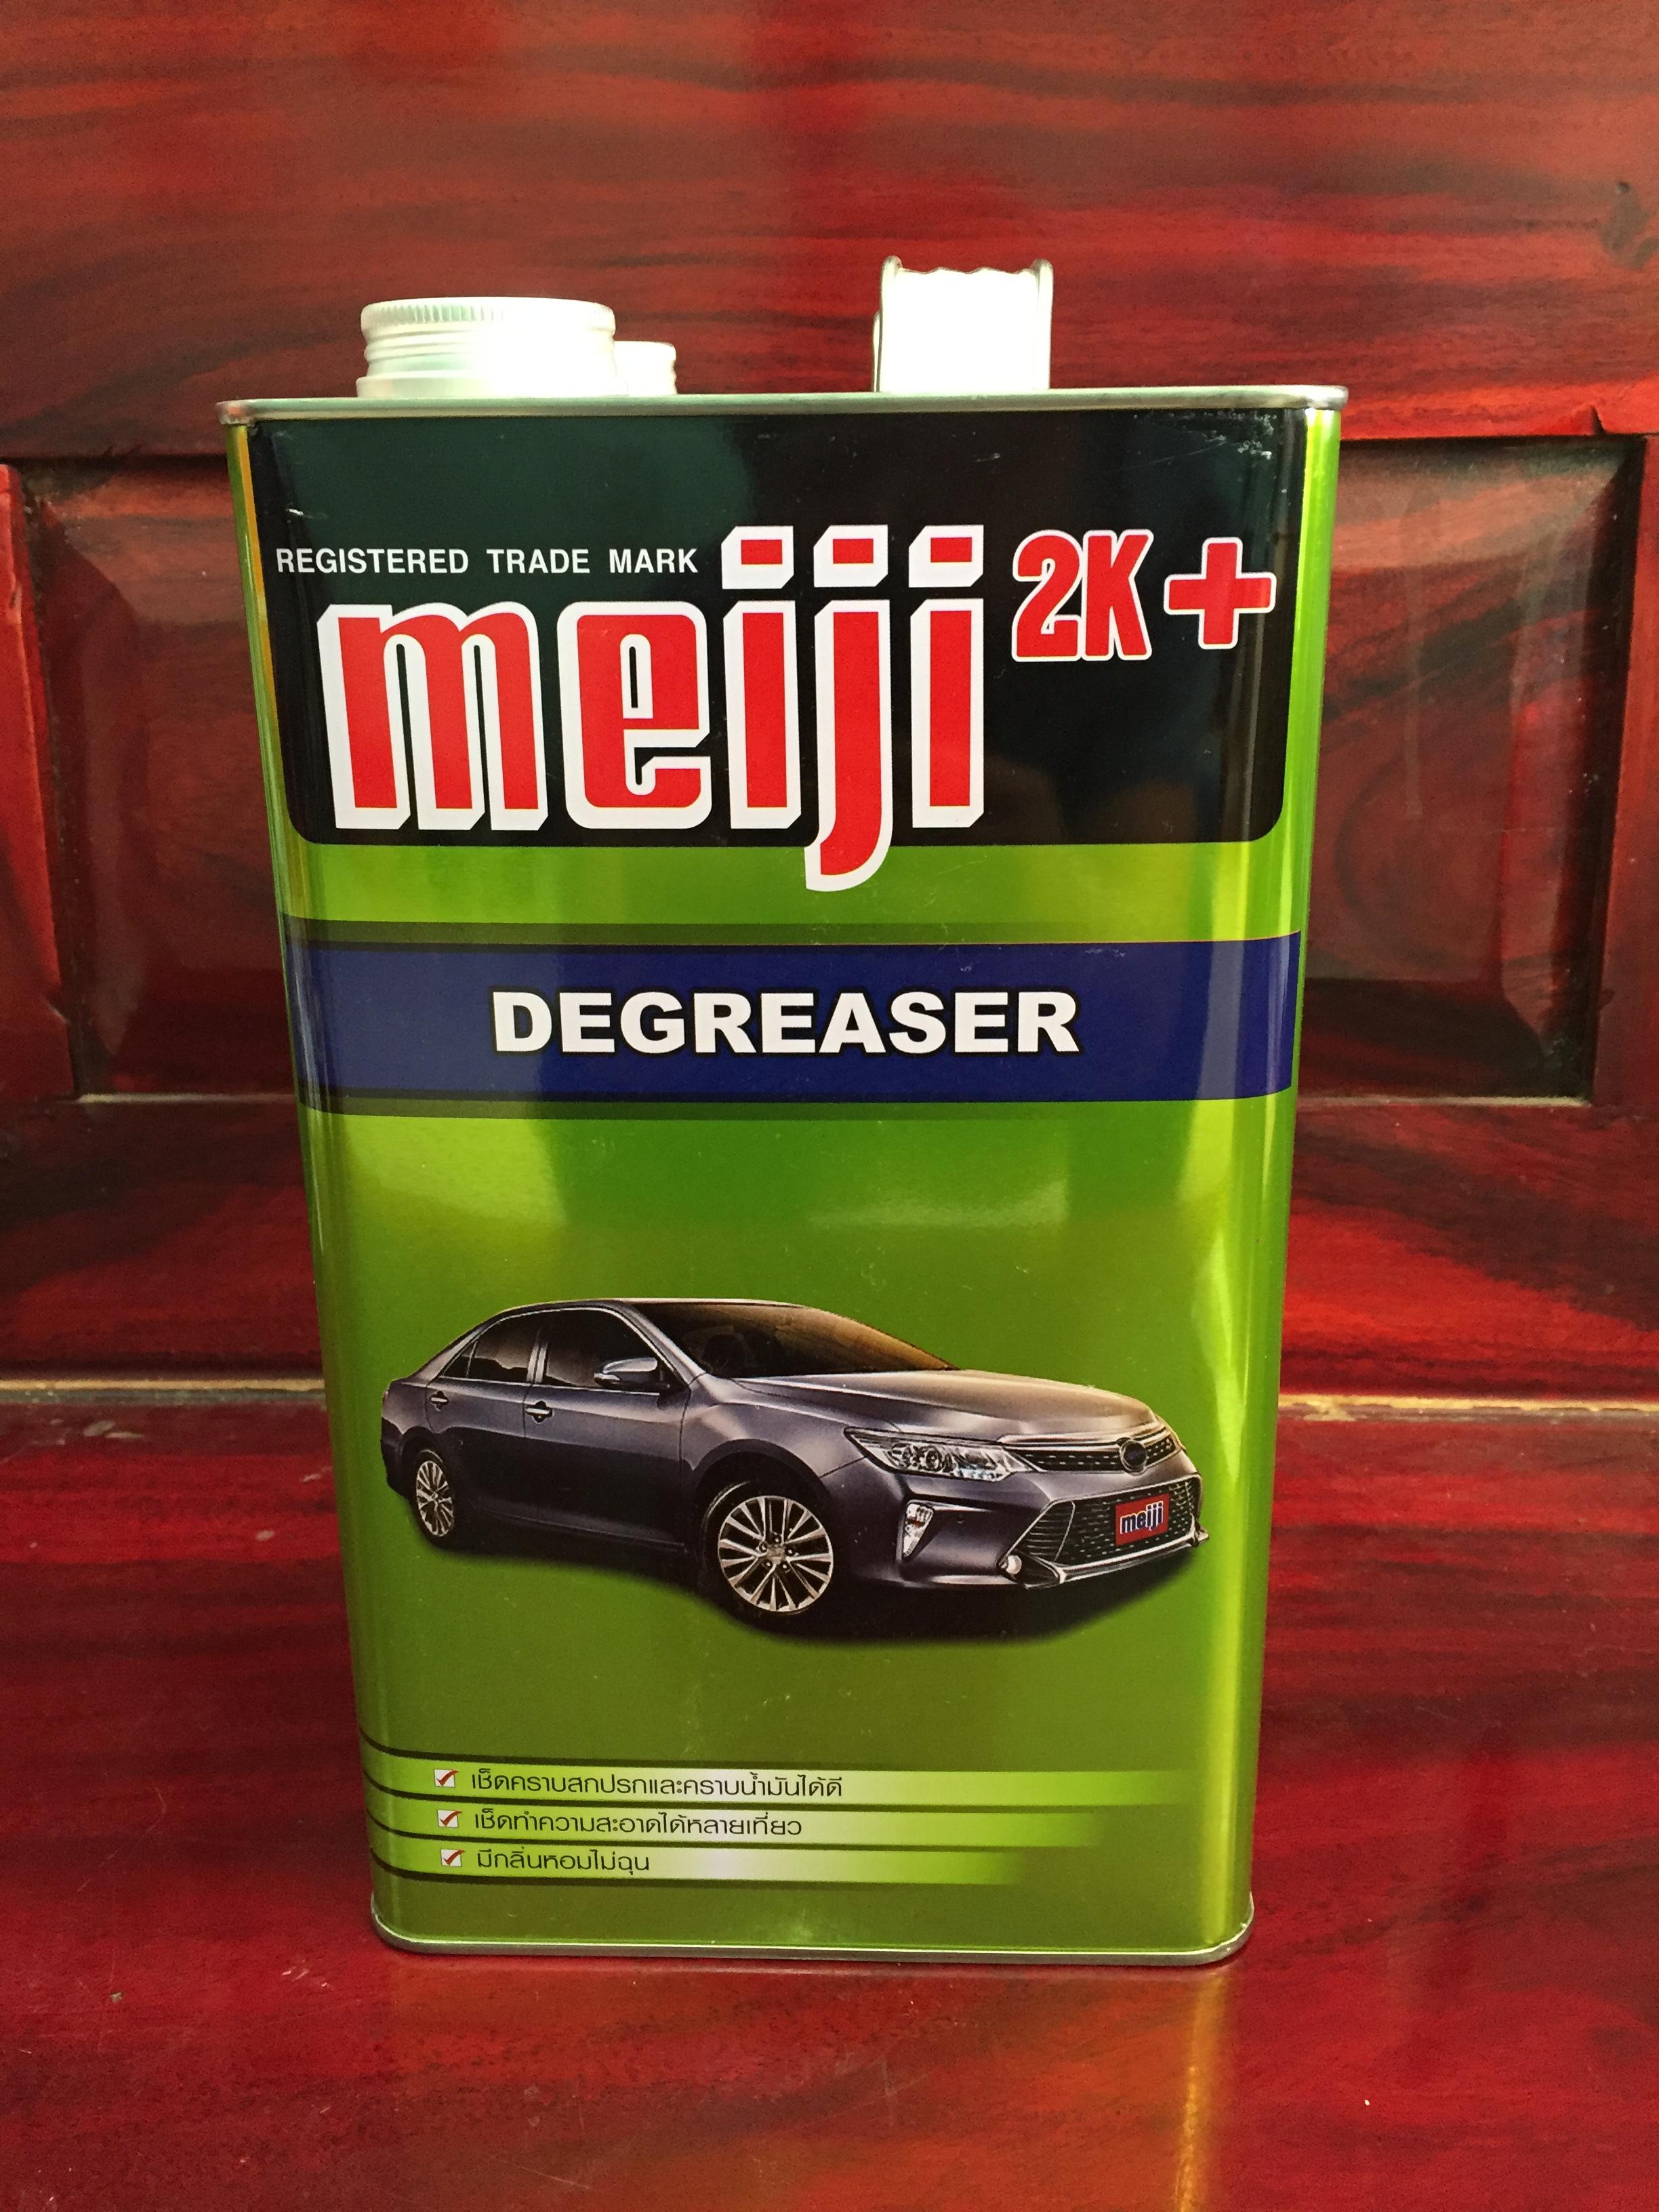 REGISTERED TRADE MARK
meiji 2K+
DEGREASER
meiji
เช็ดคราบสกปรกและคราบน้ำมันได้ดี
เช็ดทำความสะอาดได้หลายเที่ยว
มีกลิ่นหอมไม่ฉุน